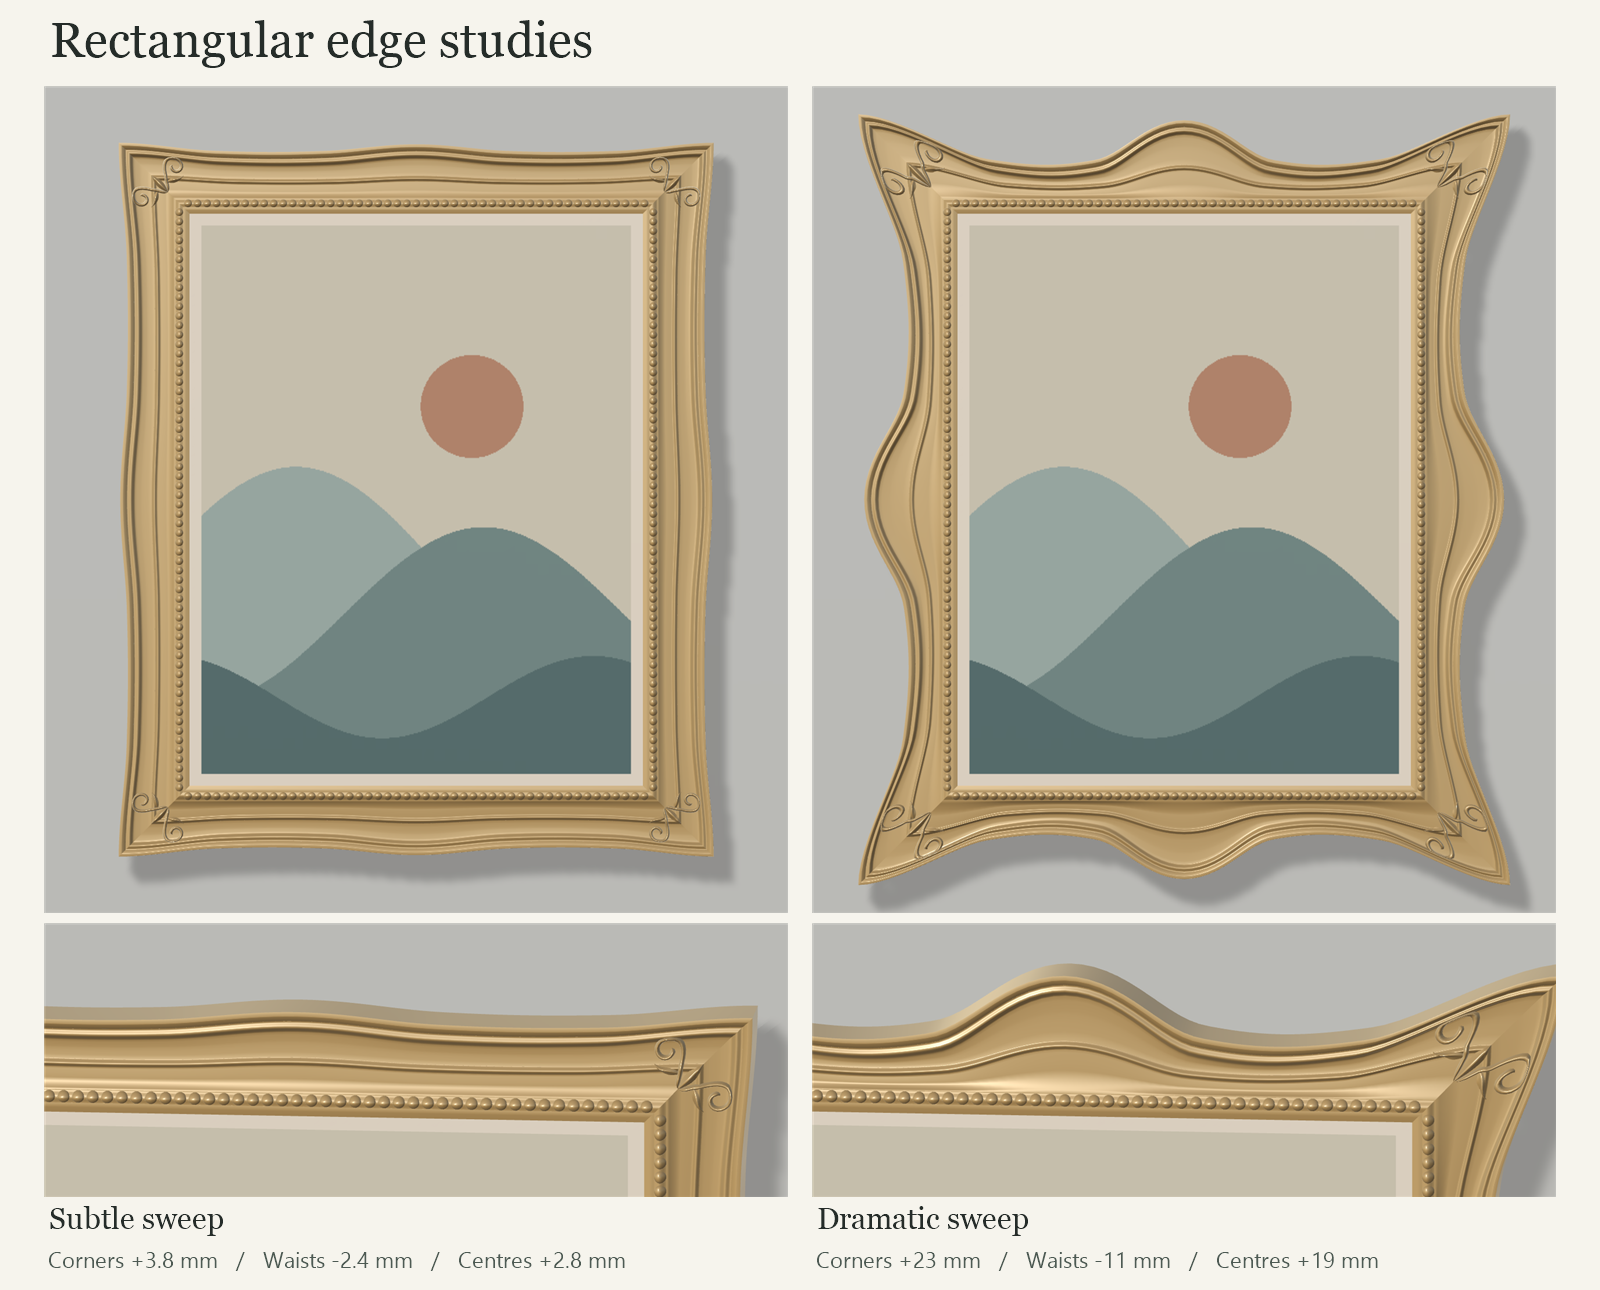 Rectangular edge studies
Subtle sweep
Corners +3.8 mm / Waists -2.4 mm / Centres +2.8 mm
Dramatic sweep
Corners +23 mm / Waists -11 mm / Centres +19 mm